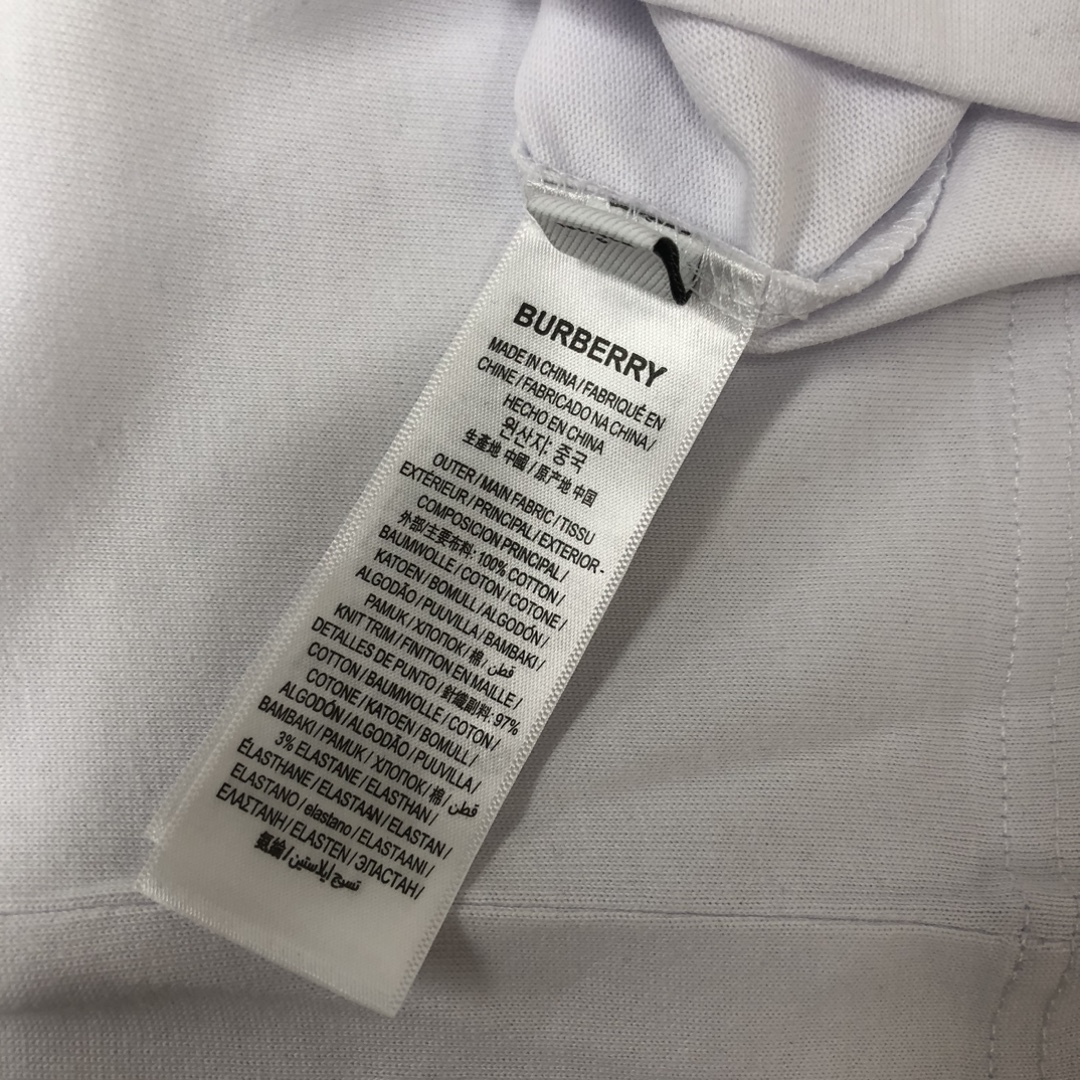 BURBERRY
MADE IN CHINA / FABRIQUÉ EN
CHINE / FABRICADO NA CHINA /
HECHO EN CHINA
원산지: 중국
生產地 中國 / 原产地 中国
OUTER / MAIN FABRIC / TISSU
EXTÉRIEUR / PRINCIPAL / EXTERIOR-
COMPOSICION PRINCIPAL /
外部/主要布料: 100% COTTON /
BAUMWOLLE / COTON / COTONE /
KATOEN / BOMULL / ALGODÓN /
ALGODÃO / PUUVILLA / BAMBAKI /
PAMUK / ХЛОПОК / 棉 / قطن
KNIT TRIM / FINITION EN MAILLE /
DETALLES DE PUNTO / 針織副料: 97%
COTTON / BAUMWOLLE / COTON /
COTONE / KATOEN / BOMULL /
ALGODÓN / ALGODÃO / PUUVILLA /
BAMBAKI / PAMUK / ХЛОПОК / 棉 / قطن
3% ELASTANE / ELASTHAN /
ÉLASTHANE / ELASTAAN / ELASTAN /
ELASTANO / elastano / ELASTAANI /
ΕΛΑΣΤΑΝΗ / ELASTEN / ЭЛАСТАН /
氨綸 / نسيج إيلاستين